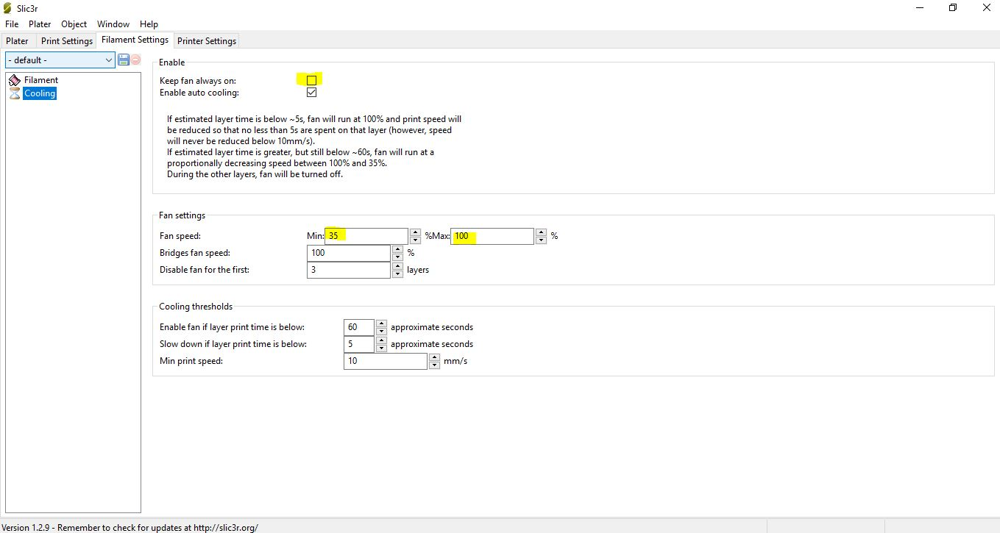 Slic3r
File Plater Object Window Help
Plater Print Settings Filament Settings Printer Settings
- default -
Filament
Cooling
Enable
Keep fan always on:
Enable auto cooling:
If estimated layer time is below ~5s, fan will run at 100% and print speed will
be reduced so that no less than 5s are spent on that layer (however, speed
will never be reduced below 10mm/s).
If estimated layer time is greater, but still below ~60s, fan will run at a
proportionally decreasing speed between 100% and 35%.
During the other layers, fan will be turned off.
Fan settings
Fan speed: Min: 35 %Max: 100 %
Bridges fan speed: 100 %
Disable fan for the first: 3 layers
Cooling thresholds
Enable fan if layer print time is below: 60 approximate seconds
Slow down if layer print time is below: 5 approximate seconds
Min print speed: 10 mm/s
Version 1.2.9 - Remember to check for updates at http://slic3r.org/